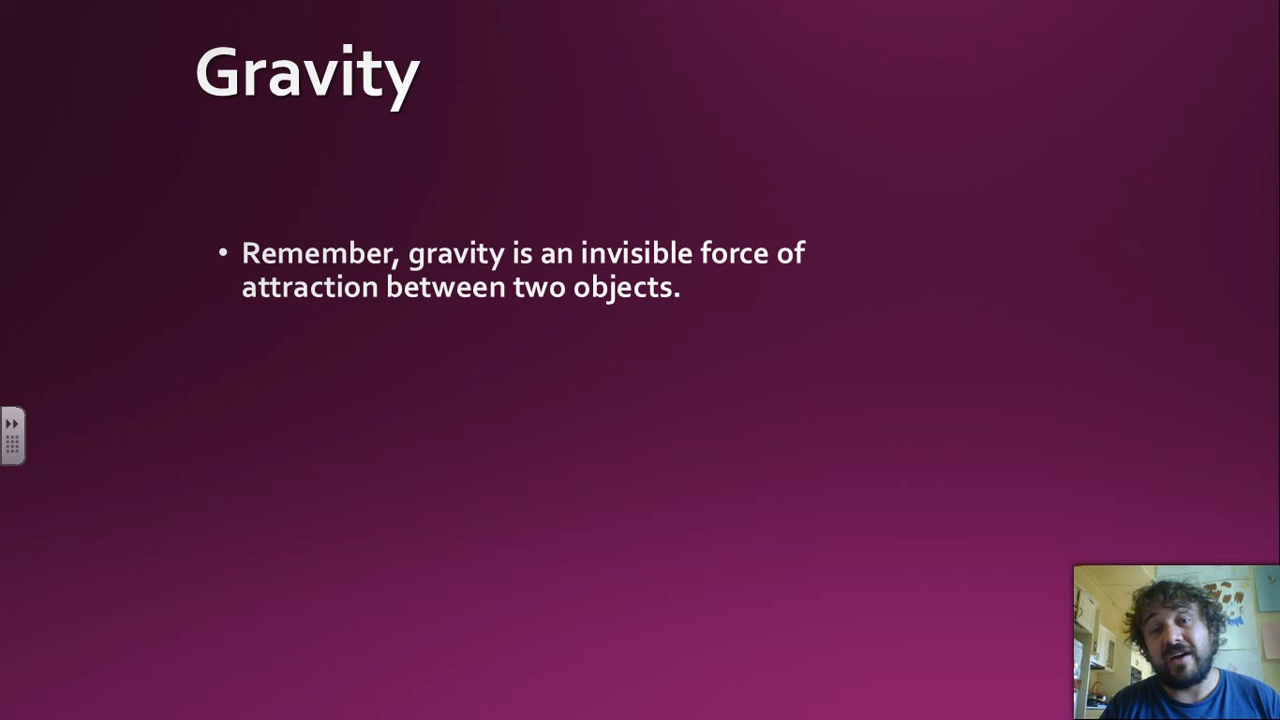 Gravity
• Remember, gravity is an invisible force of
attraction between two objects.